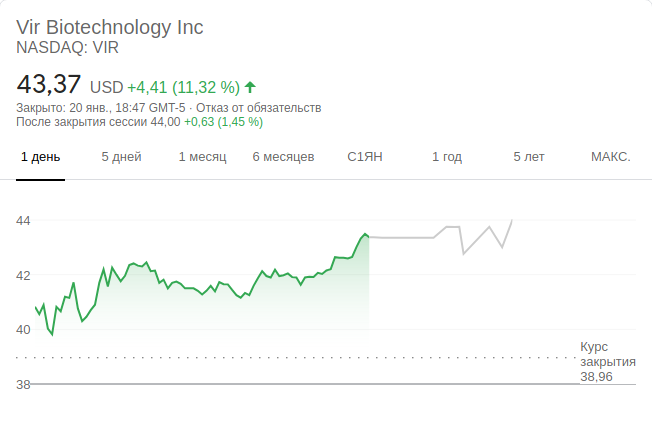 Vir Biotechnology Inc
NASDAQ: VIR
43,37 USD +4,41 (11,32 %)
Закрыто: 20 янв., 18:47 GMT-5 · Отказ от обязательств
После закрытия сессии 44,00 +0,63 (1,45 %)
1 день 5 дней 1 месяц 6 месяцев С1ЯН 1 год 5 лет МАКС.
44
42
40
Курс
закрытия
38,96
38